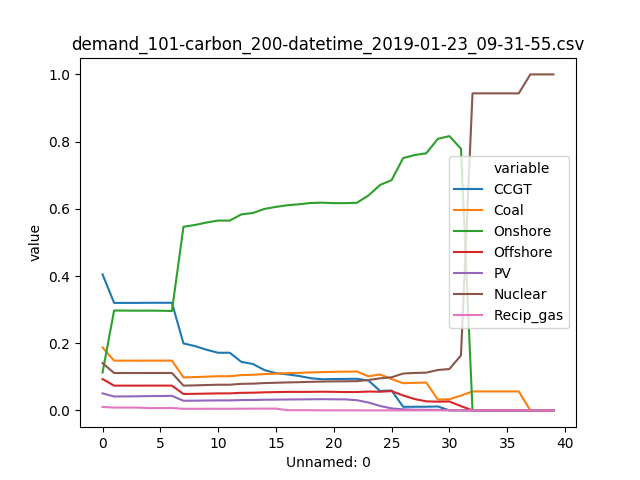 demand_101-carbon_200-datetime_2019-01-23_09-31-55.csv
1.0
0.8
0.6
0.4
0.2
0.0
value
variable
CCGT
Coal
Onshore
Offshore
PV
Nuclear
Recip_gas
0 5 10 15 20 25 30 35 40
Unnamed: 0